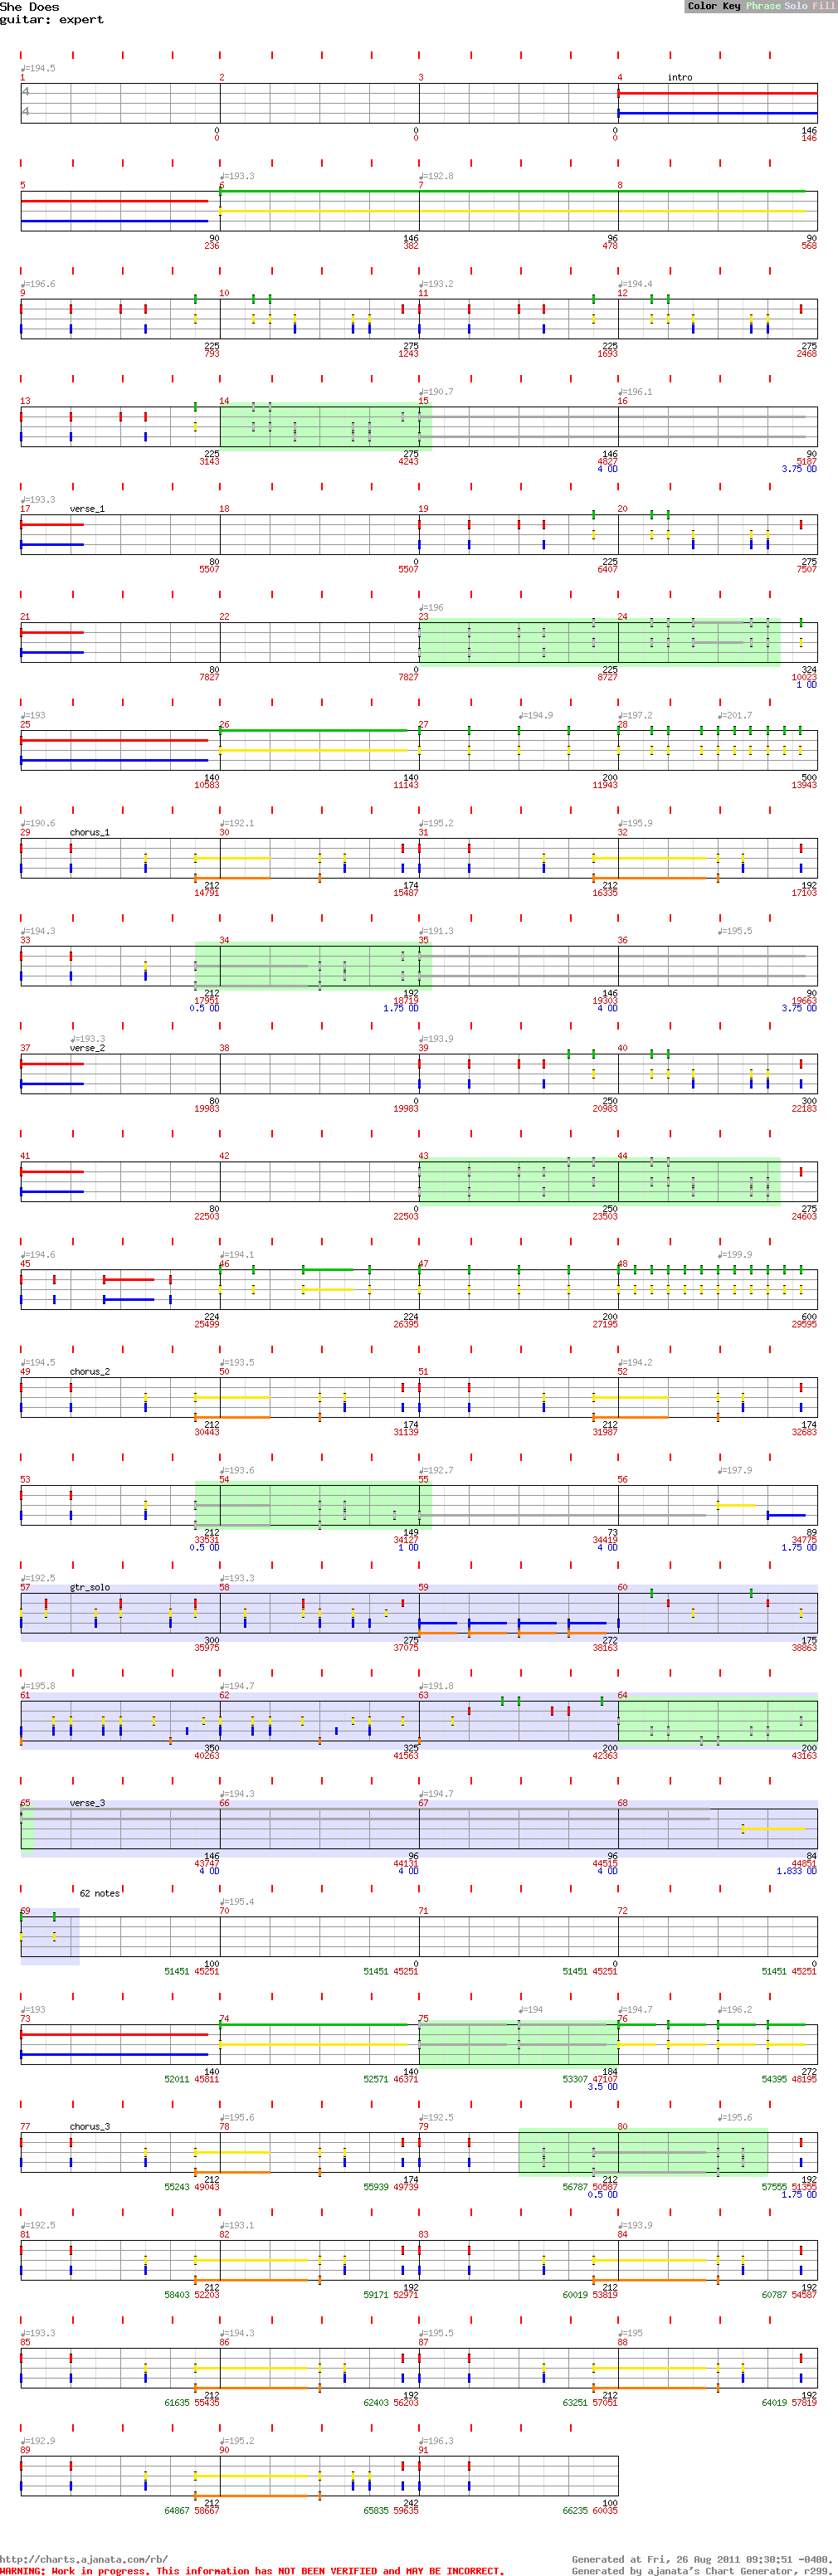 She Does
Color Key Phrase Solo Fill
guitar: expert
♩=194.5
1 2 3 4 intro
4
4
0 0 0 146
0 0 0 146
♩=193.3 ♩=192.8
5 6 7 8
90 146 96 90
236 382 478 568
♩=196.6 ♩=193.2 ♩=194.4
9 10 11 12
225 275 225 275
793 1243 1693 2468
♩=190.7 ♩=196.1
13 14 15 16
225 275 146 90
3143 4243 4827 5187
4 OD 3.75 OD
♩=193.3
17 verse_1 18 19 20
80 0 225 275
5507 5507 6407 7507
♩=196
21 22 23 24
80 0 225 324
7827 7827 8727 10023
1 OD
♩=193 ♩=194.9 ♩=197.2 ♩=201.7
25 26 27 28
140 140 200 500
10583 11143 11943 13943
♩=190.6 ♩=192.1 ♩=195.2 ♩=195.9
29 chorus_1 30 31 32
212 174 212 192
14791 15487 16335 17103
♩=194.3 ♩=191.3 ♩=195.5
33 34 35 36
212 192 146 90
17951 18719 19303 19663
0.5 OD 1.75 OD 4 OD 3.75 OD
♩=193.3 ♩=193.9
37 verse_2 38 39 40
80 0 250 300
19983 19983 20983 22183
41 42 43 44
80 0 250 275
22503 22503 23503 24603
♩=194.6 ♩=194.1 ♩=199.9
45 46 47 48
224 224 200 600
25499 26395 27195 29595
♩=194.5 ♩=193.5 ♩=194.2
49 chorus_2 50 51 52
212 174 212 174
30443 31139 31987 32683
♩=193.6 ♩=192.7 ♩=197.9
53 54 55 56
212 149 73 89
33531 34127 34419 34775
0.5 OD 1 OD 4 OD 1.75 OD
♩=192.5 ♩=193.3
57 gtr_solo 58 59 60
300 275 272 175
35975 37075 38163 38863
♩=195.8 ♩=194.7 ♩=191.8
61 62 63 64
350 325 200 200
40263 41563 42363 43163
♩=194.3 ♩=194.7
65 verse_3 66 67 68
146 96 96 84
43747 44131 44515 44851
4 OD 4 OD 4 OD 1.833 OD
62 notes
♩=195.4
69 70 71 72
100 0 0 0
51451 45251 51451 45251 51451 45251 51451 45251
♩=193 ♩=194 ♩=194.7 ♩=196.2
73 74 75 76
140 140 184 272
52011 45811 52571 46371 53307 47107 54395 48195
3.5 OD
♩=195.6 ♩=192.5 ♩=195.6
77 chorus_3 78 79 80
212 174 212 192
55243 49043 55939 49739 56787 50587 57555 51355
0.5 OD 1.75 OD
♩=192.5 ♩=193.1 ♩=193.9
81 82 83 84
212 192 212 192
58403 52203 59171 52971 60019 53819 60787 54587
♩=193.3 ♩=194.3 ♩=195.5 ♩=195
85 86 87 88
212 192 212 192
61635 55435 62403 56203 63251 57051 64019 57819
♩=192.9 ♩=195.2 ♩=196.3
89 90 91
212 242 100
64867 58667 65835 59635 66235 60035
http://charts.ajanata.com/rb/ Generated at Fri, 26 Aug 2011 09:30:51 -0400.
WARNING: Work in progress. This information has NOT BEEN VERIFIED and MAY BE INCORRECT. Generated by ajanata's Chart Generator, r299.